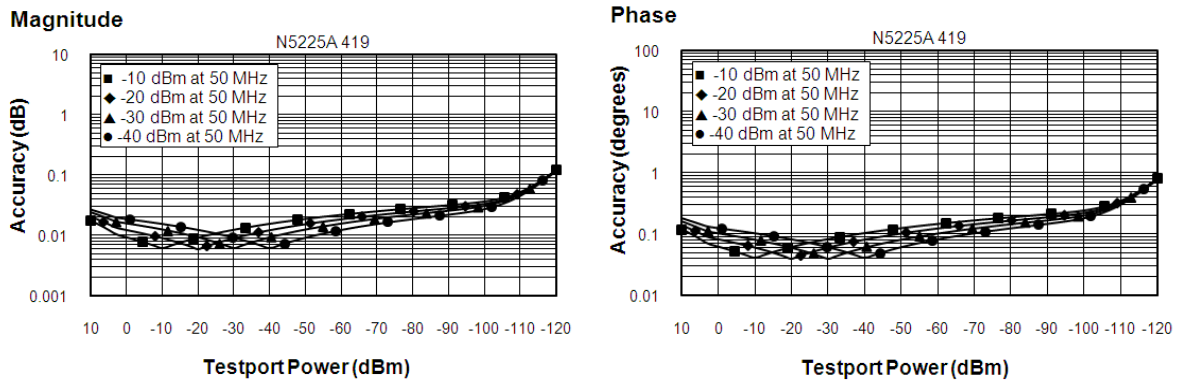 Magnitude
N5225A 419
Accuracy (dB)
10
1
0.1
0.01
0.001
-10 dBm at 50 MHz
-20 dBm at 50 MHz
-30 dBm at 50 MHz
-40 dBm at 50 MHz
10 0 -10 -20 -30 -40 -50 -60 -70 -80 -90 -100 -110 -120
Testport Power (dBm)
Phase
N5225A 419
Accuracy (degrees)
100
10
1
0.1
0.01
-10 dBm at 50 MHz
-20 dBm at 50 MHz
-30 dBm at 50 MHz
-40 dBm at 50 MHz
10 0 -10 -20 -30 -40 -50 -60 -70 -80 -90 -100 -110 -120
Testport Power (dBm)